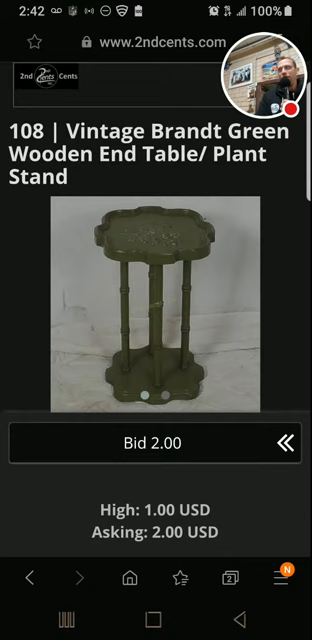 2:42
100%
www.2ndcents.com
2nd Cents Cents
108 | Vintage Brandt Green
Wooden End Table/ Plant
Stand
Bid 2.00
High: 1.00 USD
Asking: 2.00 USD
2
N